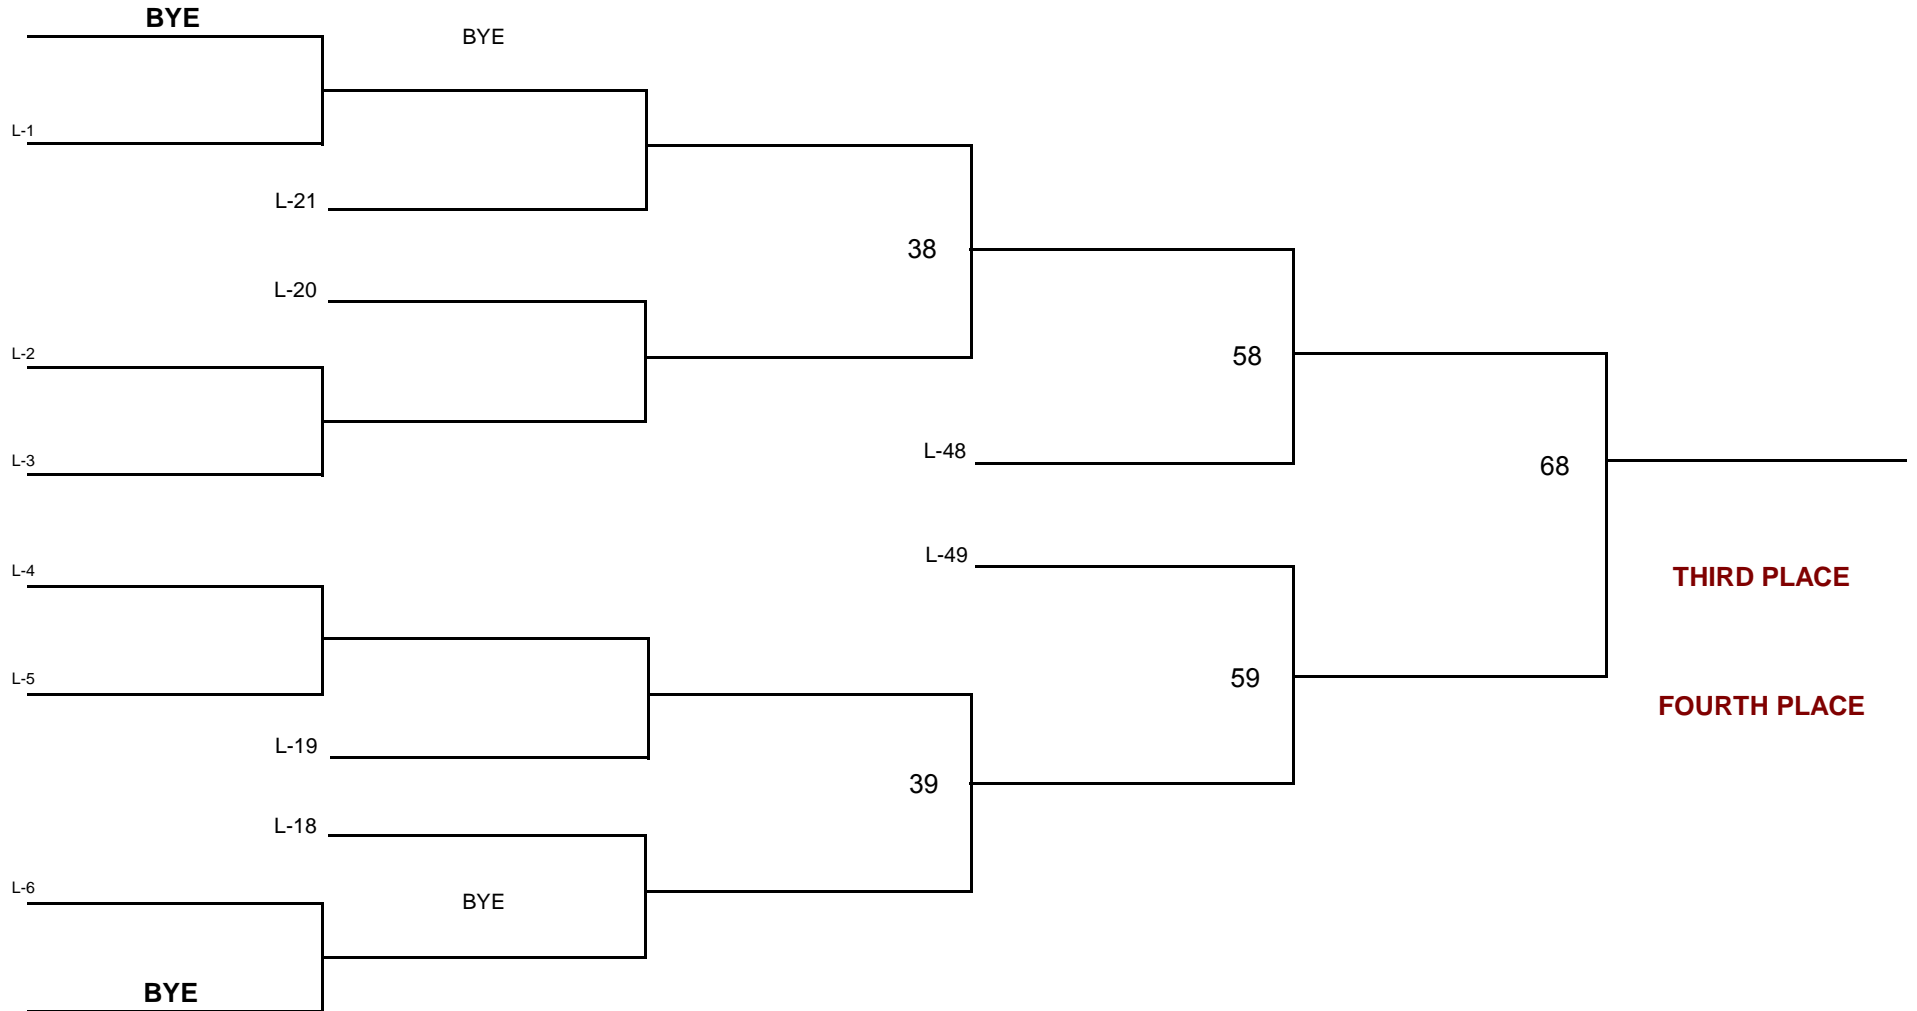 BYE
BYE
L-1
L-21
38
L-20
L-2
58
L-48
L-3
68
L-49
L-4
THIRD PLACE
L-5
59
FOURTH PLACE
L-19
39
L-18
L-6
BYE
BYE